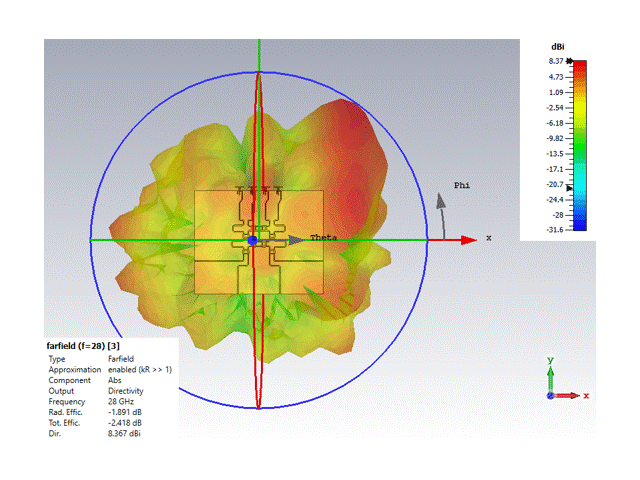 dBi
8.37
4.73
1.09
-2.54
-6.18
-9.82
-13.5
-17.1
-20.7
-24.4
-28
-31.6
Phi
Theta
x
farfield (f=28) [3]
Type Farfield
Approximation enabled (kR >> 1)
Component Abs
Output Directivity
Frequency 28 GHz
Rad. Effic. -1.891 dB
Tot. Effic. -2.418 dB
Dir. 8.367 dBi
y
x